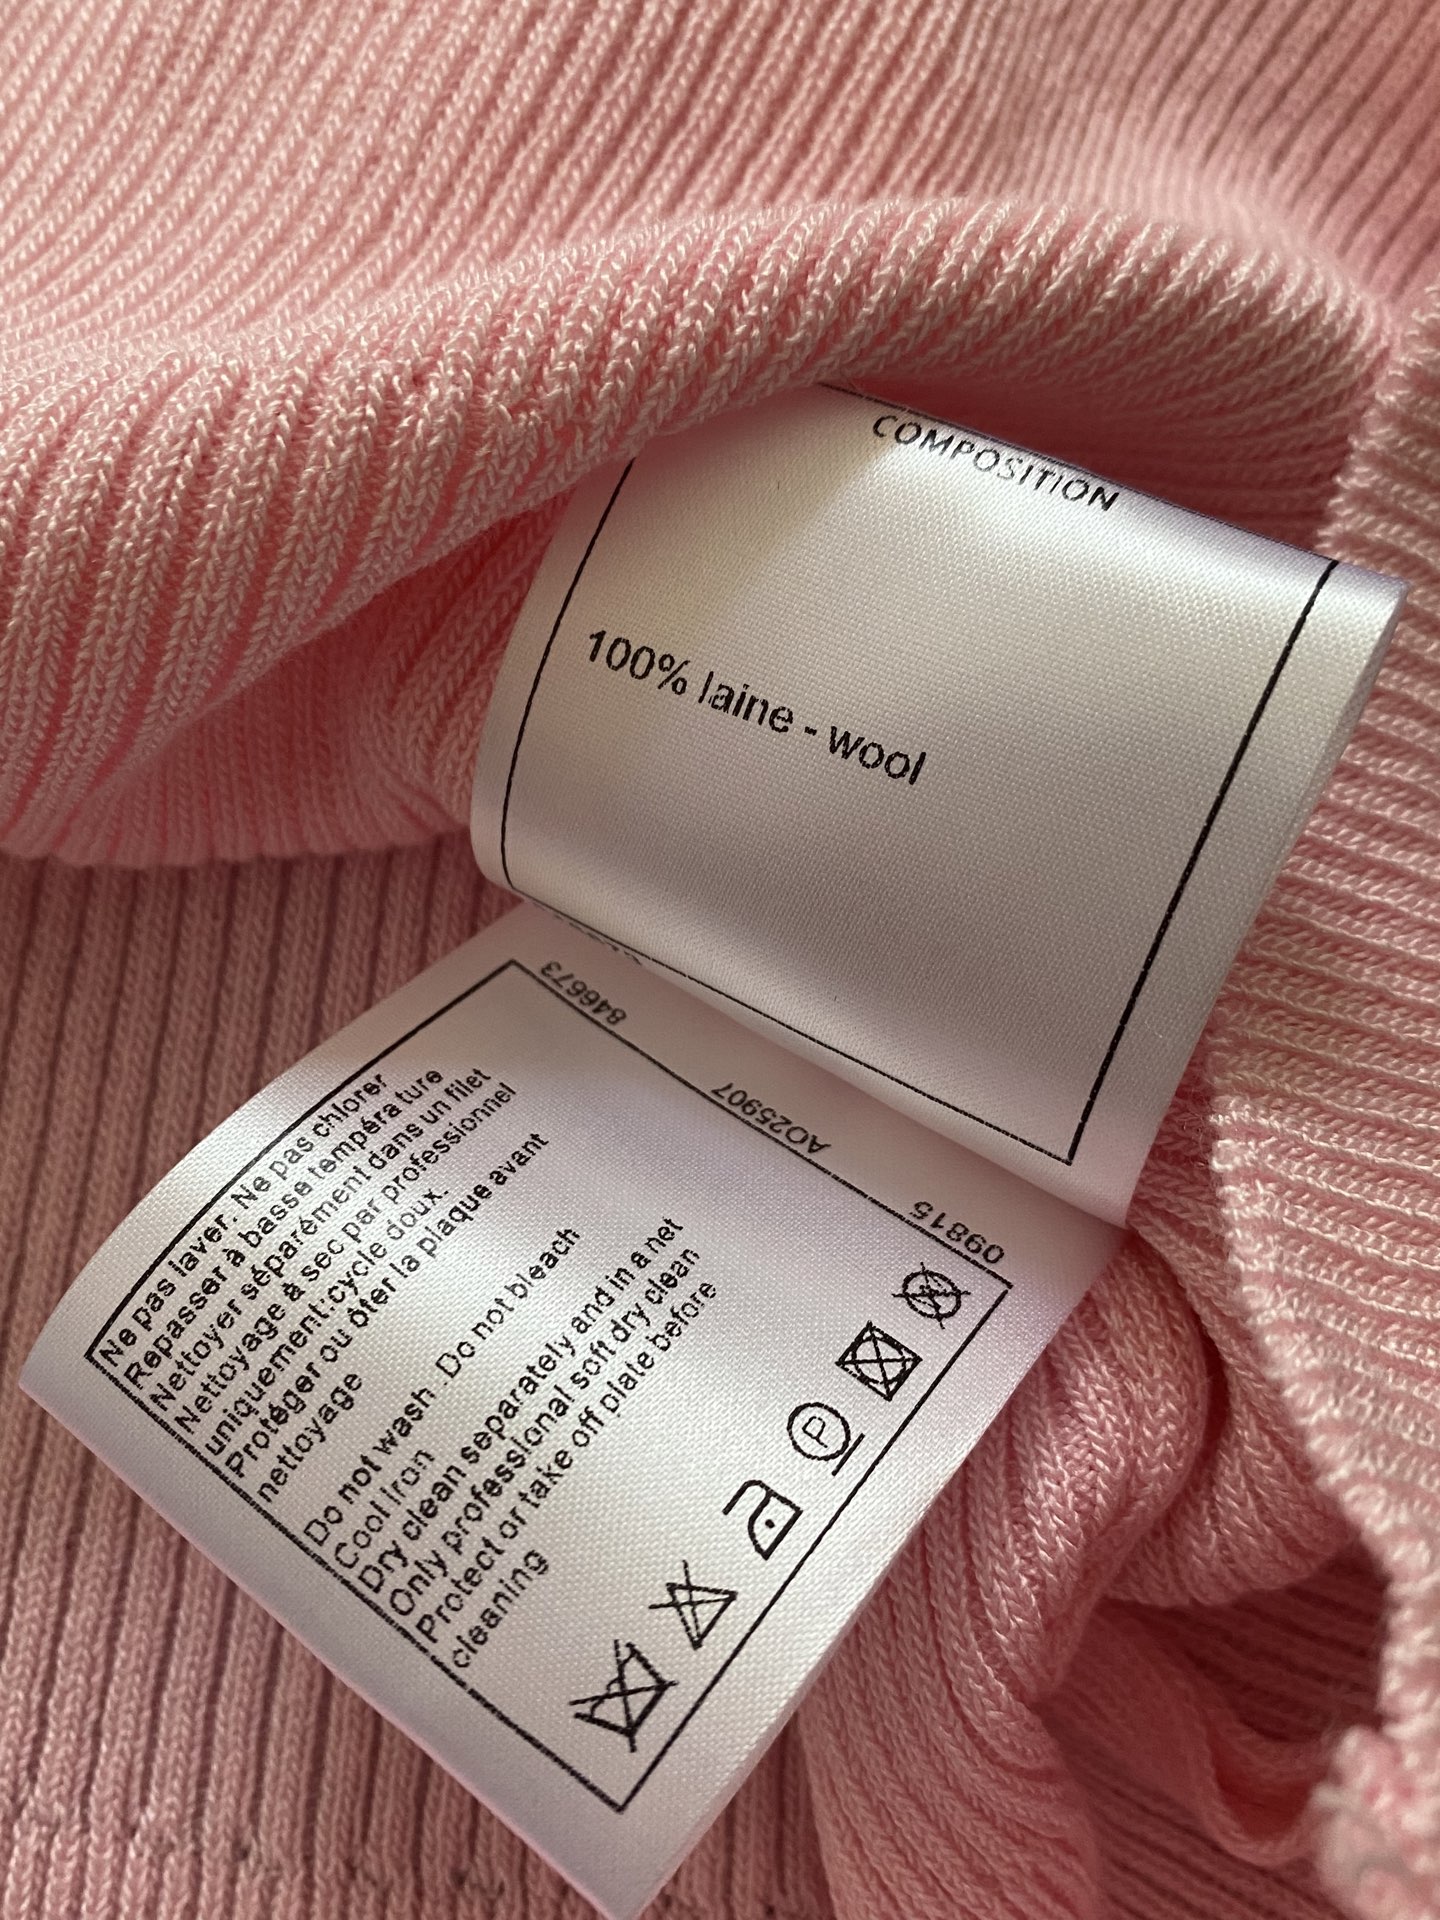 COMPOSITION
100% laine - wool
846673
AO25907
09815
Ne pas laver. Ne pas chlorer
Repasser à basse température
Nettoyer séparément dans un filet
Nettoyage à sec par professionnel
uniquement:cycle doux.
Protéger ou ôter la plaque avant
nettoyage
Do not wash. Do not bleach
Cool Iron
Dry clean separately and in a net
Only professional soft dry clean
Protect or take off plate before
cleaning
P